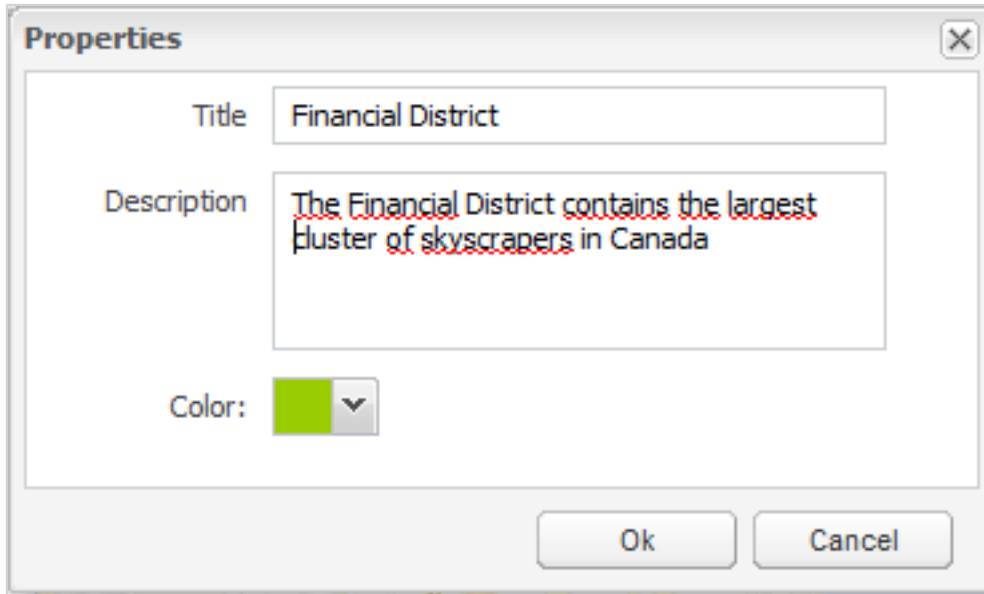 Properties
Title
Financial District
Description
The Financial District contains the largest
cluster of skyscrapers in Canada
Color:
Ok
Cancel